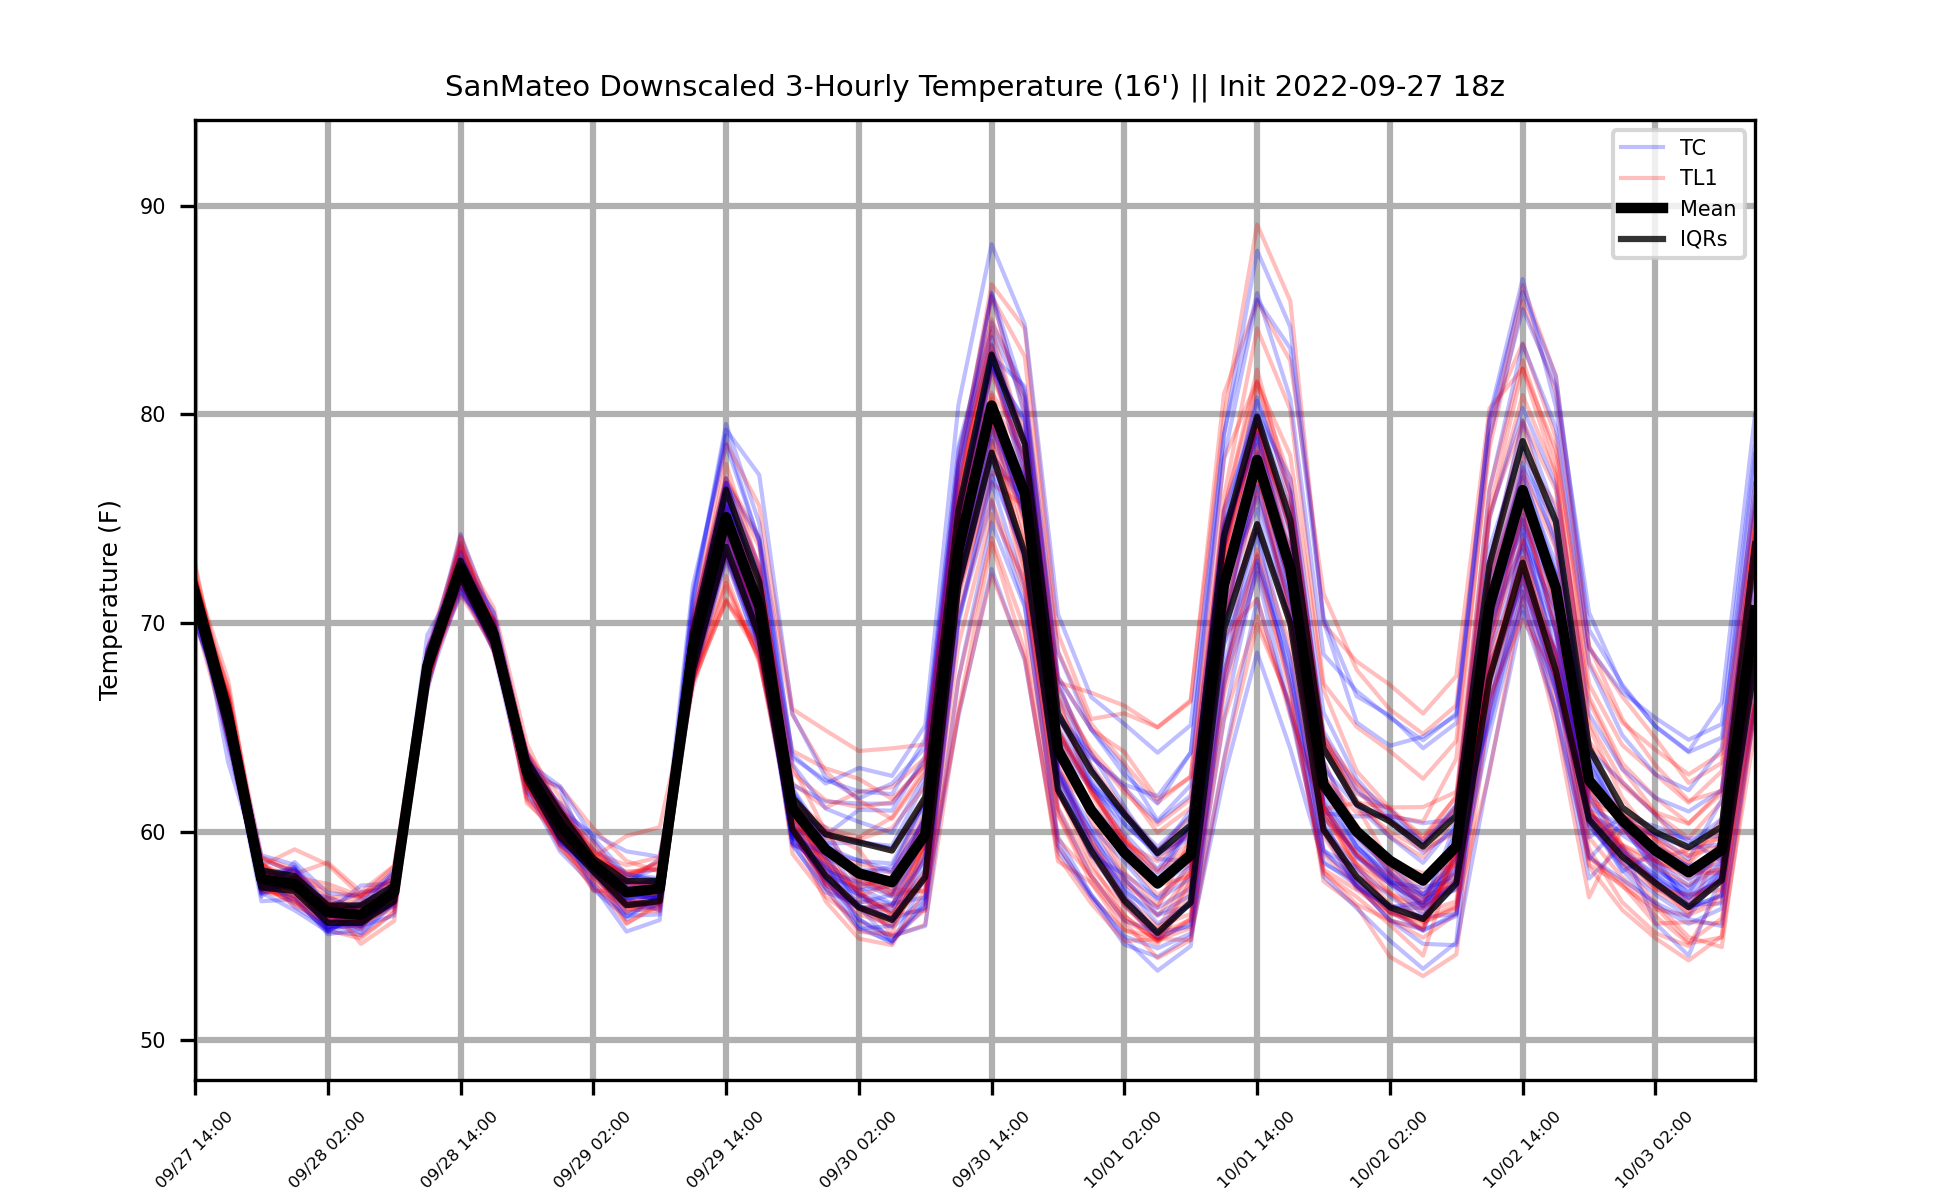 SanMateo Downscaled 3-Hourly Temperature (16') || Init 2022-09-27 18z
TC
TL1
Mean
IQRs
Temperature (F)
90
80
70
60
50
09/27 14:00
09/28 02:00
09/28 14:00
09/29 02:00
09/29 14:00
09/30 02:00
09/30 14:00
10/01 02:00
10/01 14:00
10/02 02:00
10/02 14:00
10/03 02:00